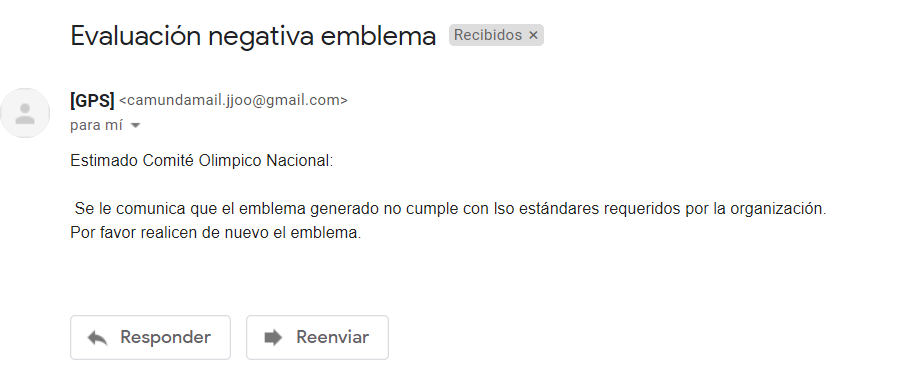 Evaluación negativa emblema Recibidos ×
[GPS] <camundamail.jjoo@gmail.com>
para mí
Estimado Comité Olimpico Nacional:
Se le comunica que el emblema generado no cumple con lso estándares requeridos por la organización.
Por favor realicen de nuevo el emblema.
Responder Reenviar